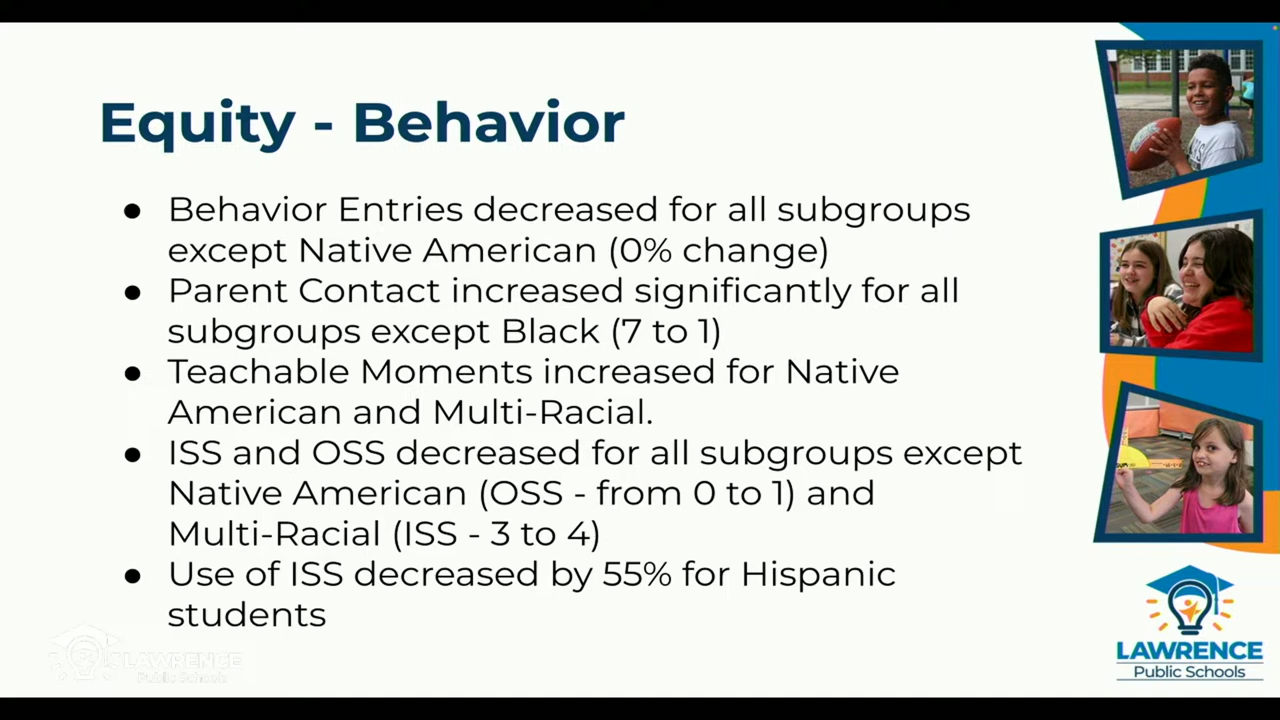 Equity - Behavior
● Behavior Entries decreased for all subgroups
except Native American (0% change)
● Parent Contact increased significantly for all
subgroups except Black (7 to 1)
● Teachable Moments increased for Native
American and Multi-Racial.
● ISS and OSS decreased for all subgroups except
Native American (OSS - from 0 to 1) and
Multi-Racial (ISS - 3 to 4)
● Use of ISS decreased by 55% for Hispanic
students
LAWRENCE
Public Schools
LAWRENCE
Public Schools